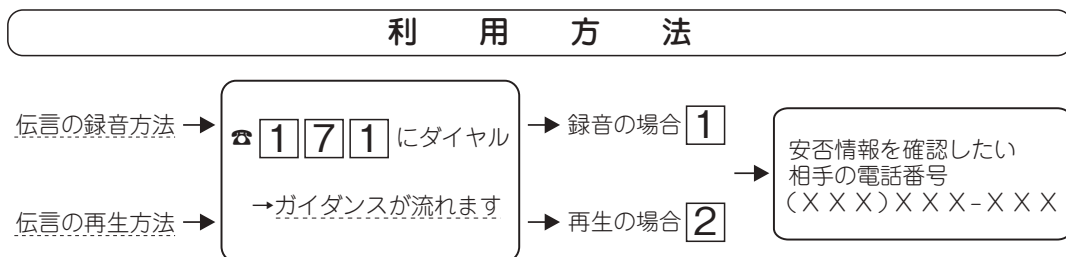 利用方法
伝言の録音方法→
☎171にダイヤル
→ガイダンスが流れます
→録音の場合1
伝言の再生方法→
→再生の場合2
→
安否情報を確認したい
相手の電話番号
(ＸＸＸ)ＸＸＸ-ＸＸＸ